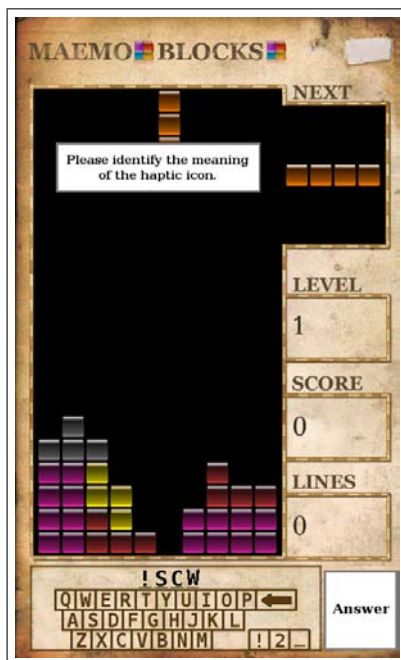 MAEMO BLOCKS
NEXT
Please identify the meaning
of the haptic icon.
LEVEL
1
SCORE
0
LINES
0
!SCW
QWERTYUIOP
ASDFGHJKL
ZXCVBNM !2_
Answer